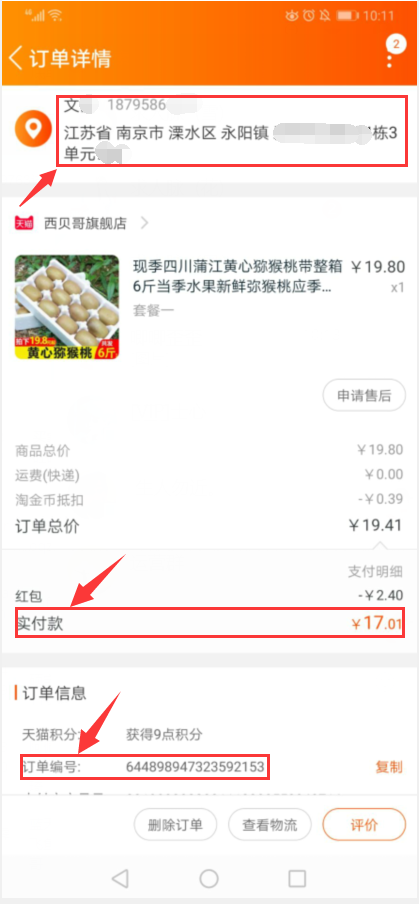 10:11
订单详情
2
文 1879586
江苏省 南京市 溧水区 永阳镇 栋3
单元
天猫 西贝哥旗舰店
现季四川蒲江黄心猕猴桃带整箱 ￥19.80
6斤当季水果新鲜弥猴桃应季... x1
套餐一
拍下19.8元
黄心猕猴桃 6斤
申请售后
商品总价 ￥19.80
运费(快递) ￥0.00
淘金币抵扣 -￥0.39
订单总价 ￥19.41
支付明细
红包 -￥2.40
实付款 ￥17.01
订单信息
天猫积分: 获得9点积分
订单编号: 644898947323592153 复制
删除订单 查看物流 评价